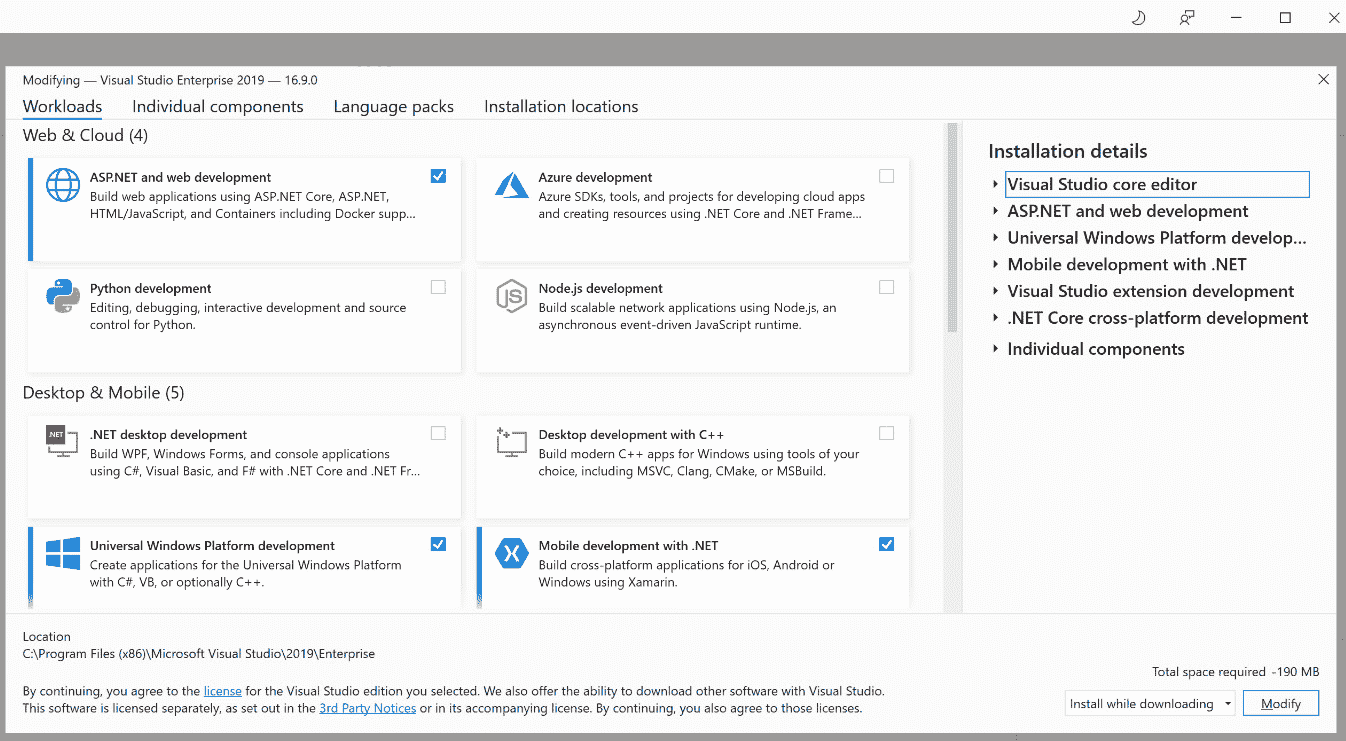 Modifying — Visual Studio Enterprise 2019 — 16.9.0
Workloads
Individual components
Language packs
Installation locations
Web & Cloud (4)
ASP.NET and web development
Build web applications using ASP.NET Core, ASP.NET,
HTML/JavaScript, and Containers including Docker supp...
Azure development
Azure SDKs, tools, and projects for developing cloud apps
and creating resources using .NET Core and .NET Frame...
Python development
Editing, debugging, interactive development and source
control for Python.
JS
Node.js development
Build scalable network applications using Node.js, an
asynchronous event-driven JavaScript runtime.
Desktop & Mobile (5)
.NET
.NET desktop development
Build WPF, Windows Forms, and console applications
using C#, Visual Basic, and F# with .NET Core and .NET Fr...
Desktop development with C++
Build modern C++ apps for Windows using tools of your
choice, including MSVC, Clang, CMake, or MSBuild.
Universal Windows Platform development
Create applications for the Universal Windows Platform
with C#, VB, or optionally C++.
Mobile development with .NET
Build cross-platform applications for iOS, Android or
Windows using Xamarin.
Installation details
Visual Studio core editor
ASP.NET and web development
Universal Windows Platform develop...
Mobile development with .NET
Visual Studio extension development
.NET Core cross-platform development
Individual components
Location
C:\Program Files (x86)\Microsoft Visual Studio\2019\Enterprise
By continuing, you agree to the license for the Visual Studio edition you selected. We also offer the ability to download other software with Visual Studio.
This software is licensed separately, as set out in the 3rd Party Notices or in its accompanying license. By continuing, you also agree to those licenses.
Total space required -190 MB
Install while downloading
Modify